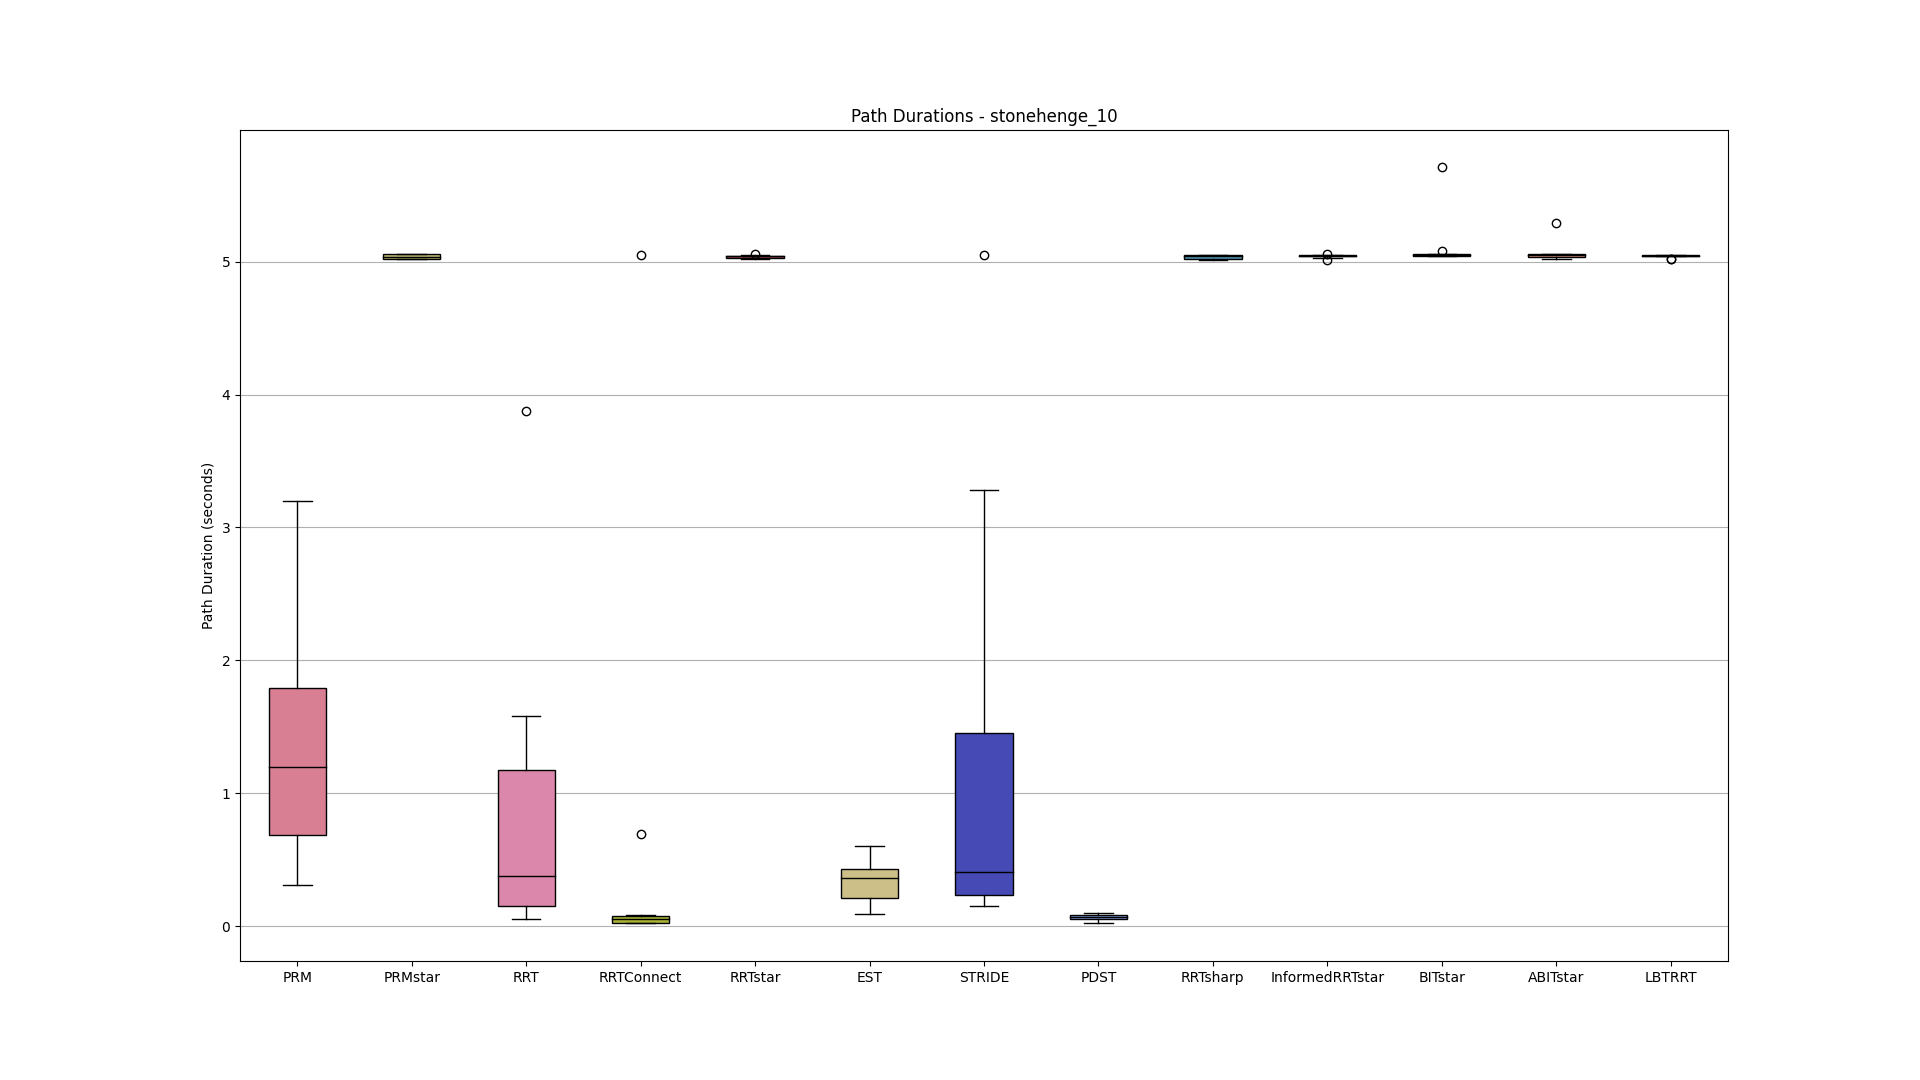 Path Durations - stonehenge_10
Path Duration (seconds)
5
4
3
2
1
0
PRM PRMstar RRT RRTConnect RRTstar EST STRIDE PDST RRTsharp InformedRRTstar BITstar ABITstar LBTRRT